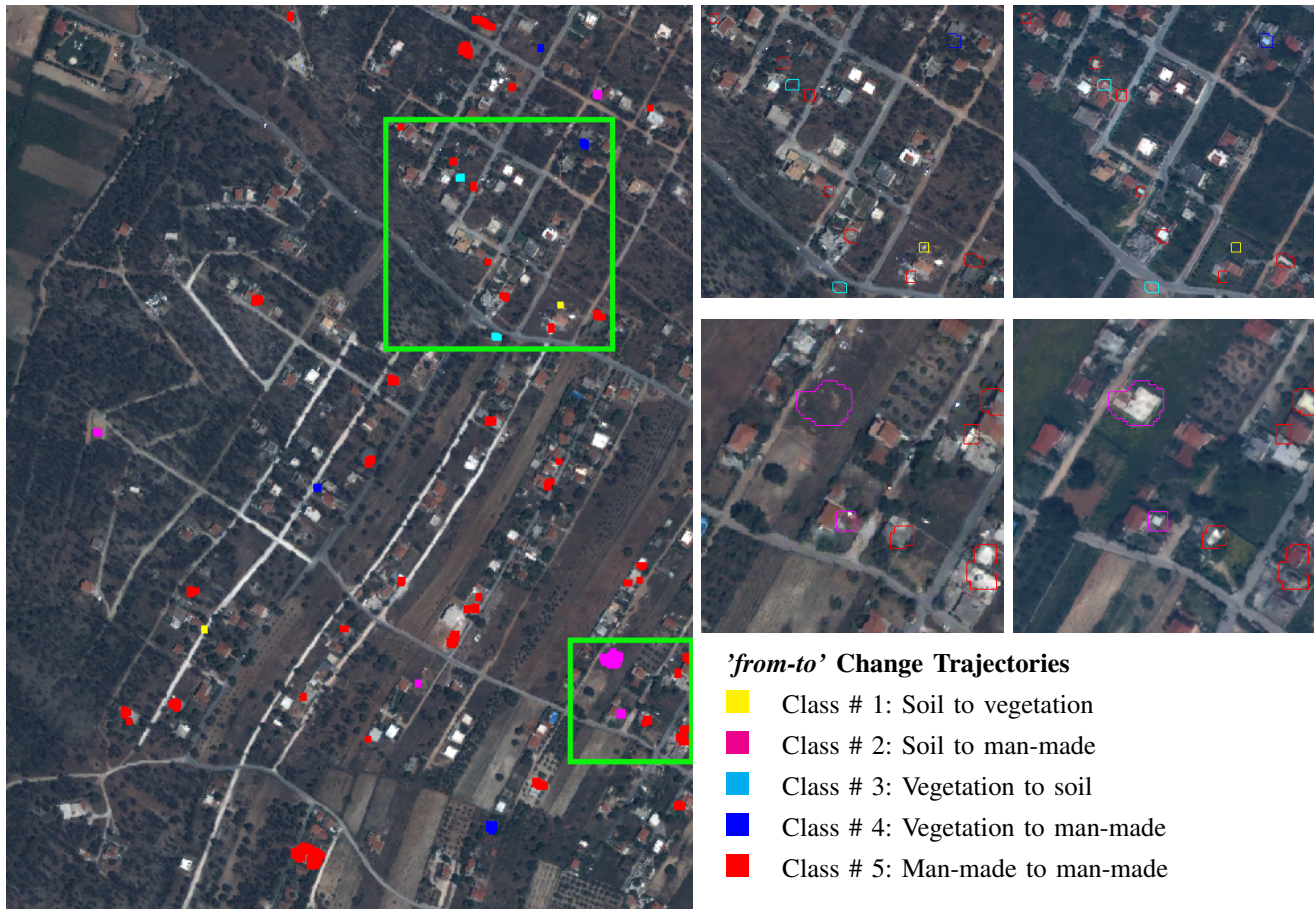 ’from-to’ Change Trajectories
Class # 1: Soil to vegetation
Class # 2: Soil to man-made
Class # 3: Vegetation to soil
Class # 4: Vegetation to man-made
Class # 5: Man-made to man-made